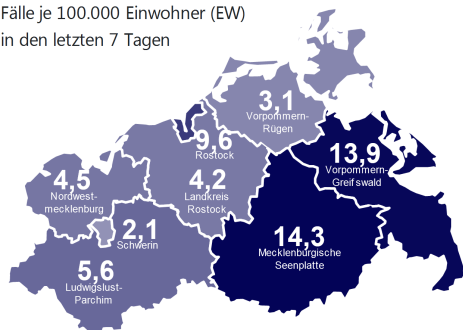 Fälle je 100.000 Einwohner (EW)
in den letzten 7 Tagen
3,1
Vorpommern-
Rügen
9,6
Rostock
13,9
Vorpommern-
Greifswald
4,5
Nordwest-
mecklenburg
4,2
Landkreis
Rostock
2,1
Schwerin
14,3
Mecklenburgische
Seenplatte
5,6
Ludwigslust-
Parchim